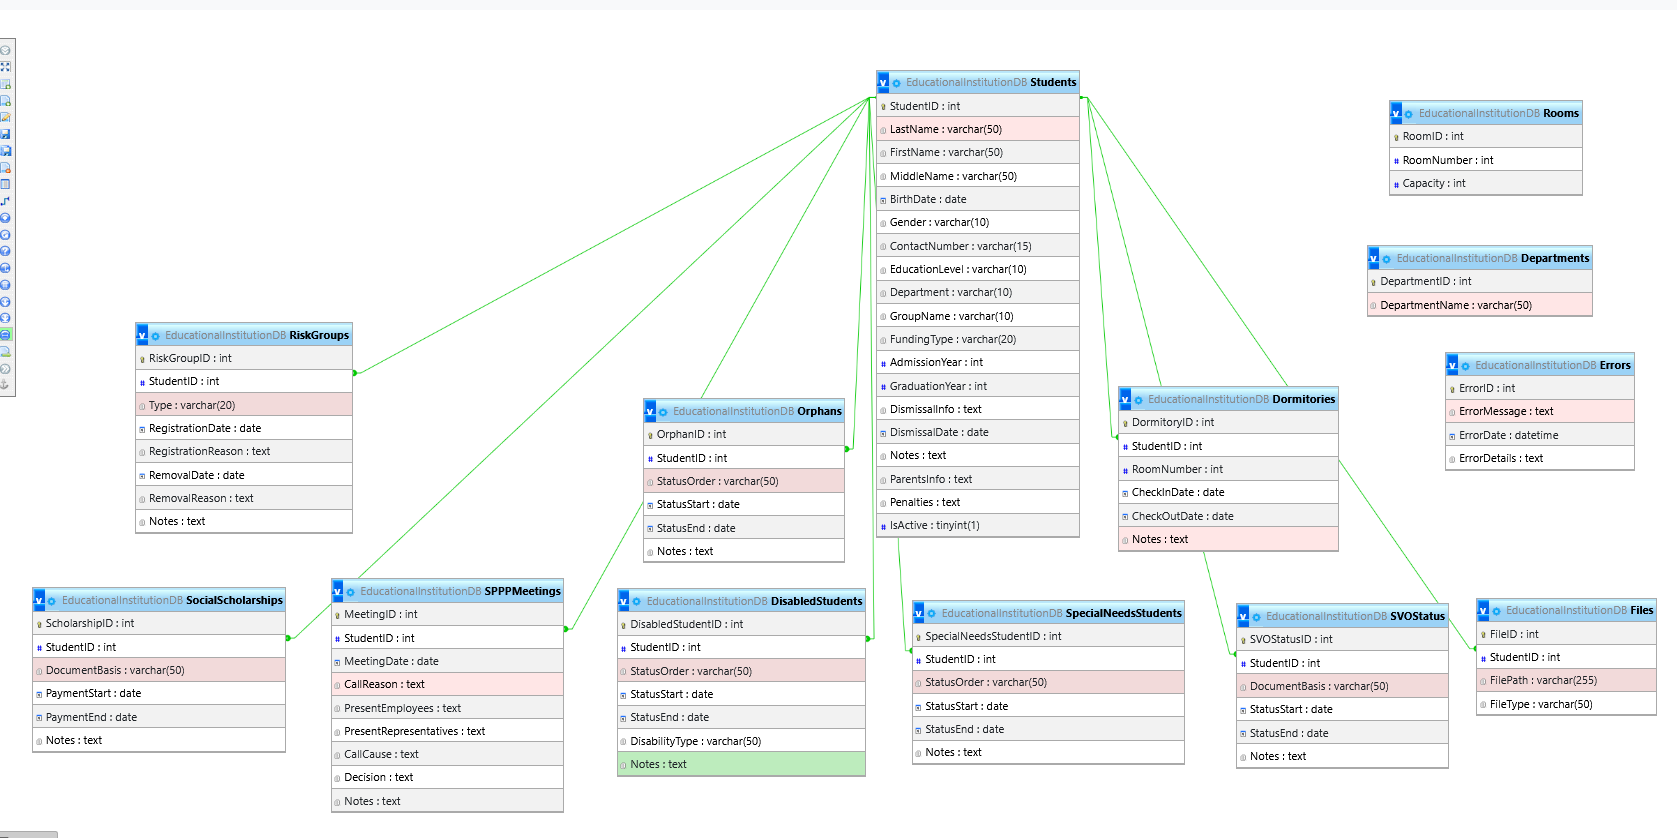 EducationalInstitutionDB Students
StudentID : int
LastName : varchar(50)
FirstName : varchar(50)
MiddleName : varchar(50)
BirthDate : date
Gender : varchar(10)
ContactNumber : varchar(15)
EducationLevel : varchar(10)
Department : varchar(10)
GroupName : varchar(10)
FundingType : varchar(20)
AdmissionYear : int
GraduationYear : int
DismissalInfo : text
DismissalDate : date
Notes : text
ParentsInfo : text
Penalties : text
IsActive : tinyint(1)
EducationalInstitutionDB Rooms
RoomID : int
RoomNumber : int
Capacity : int
EducationalInstitutionDB Departments
DepartmentID : int
DepartmentName : varchar(50)
EducationalInstitutionDB Errors
ErrorID : int
ErrorMessage : text
ErrorDate : datetime
ErrorDetails : text
EducationalInstitutionDB RiskGroups
RiskGroupID : int
StudentID : int
Type : varchar(20)
RegistrationDate : date
RegistrationReason : text
RemovalDate : date
RemovalReason : text
Notes : text
EducationalInstitutionDB Orphans
OrphanID : int
StudentID : int
StatusOrder : varchar(50)
StatusStart : date
StatusEnd : date
Notes : text
EducationalInstitutionDB Dormitories
DormitoryID : int
StudentID : int
RoomNumber : int
CheckInDate : date
CheckOutDate : date
Notes : text
EducationalInstitutionDB SocialScholarships
ScholarshipID : int
StudentID : int
DocumentBasis : varchar(50)
PaymentStart : date
PaymentEnd : date
Notes : text
EducationalInstitutionDB SPPPMeetings
MeetingID : int
StudentID : int
MeetingDate : date
CallReason : text
PresentEmployees : text
PresentRepresentatives : text
CallCause : text
Decision : text
Notes : text
EducationalInstitutionDB DisabledStudents
DisabledStudentID : int
StudentID : int
StatusOrder : varchar(50)
StatusStart : date
StatusEnd : date
DisabilityType : varchar(50)
Notes : text
EducationalInstitutionDB SpecialNeedsStudents
SpecialNeedsStudentID : int
StudentID : int
StatusOrder : varchar(50)
StatusStart : date
StatusEnd : date
Notes : text
EducationalInstitutionDB SVOStatus
SVOStatusID : int
StudentID : int
DocumentBasis : varchar(50)
StatusStart : date
StatusEnd : date
Notes : text
EducationalInstitutionDB Files
FileID : int
StudentID : int
FilePath : varchar(255)
FileType : varchar(50)